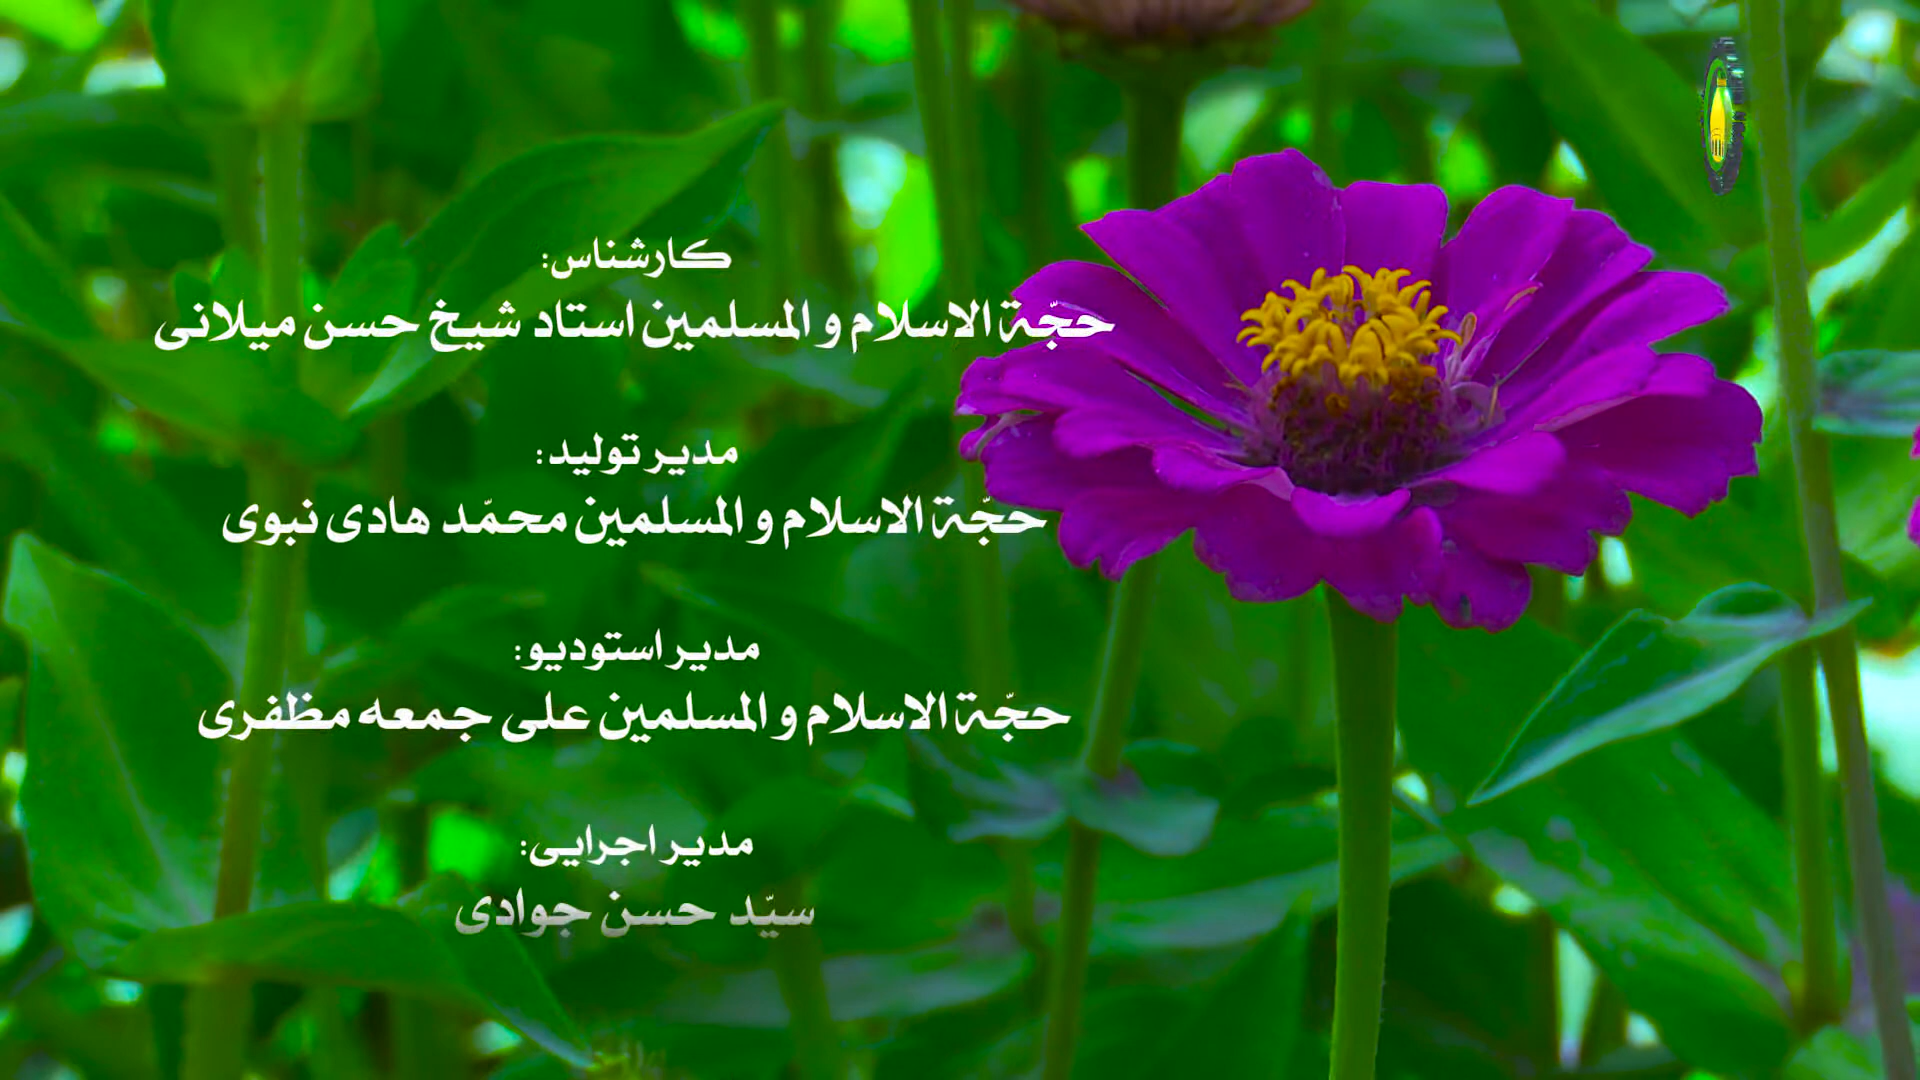 کارشناس:
حجّة الاسلام و المسلمین استاد شیخ حسن میلانی
مدیر تولید:
حجّة الاسلام و المسلمین محمّد هادی نبوی
مدیر استودیو:
حجّة الاسلام و المسلمین علی جمعه مظفری
مدیر اجرایی:
سیّد حسن جوادی